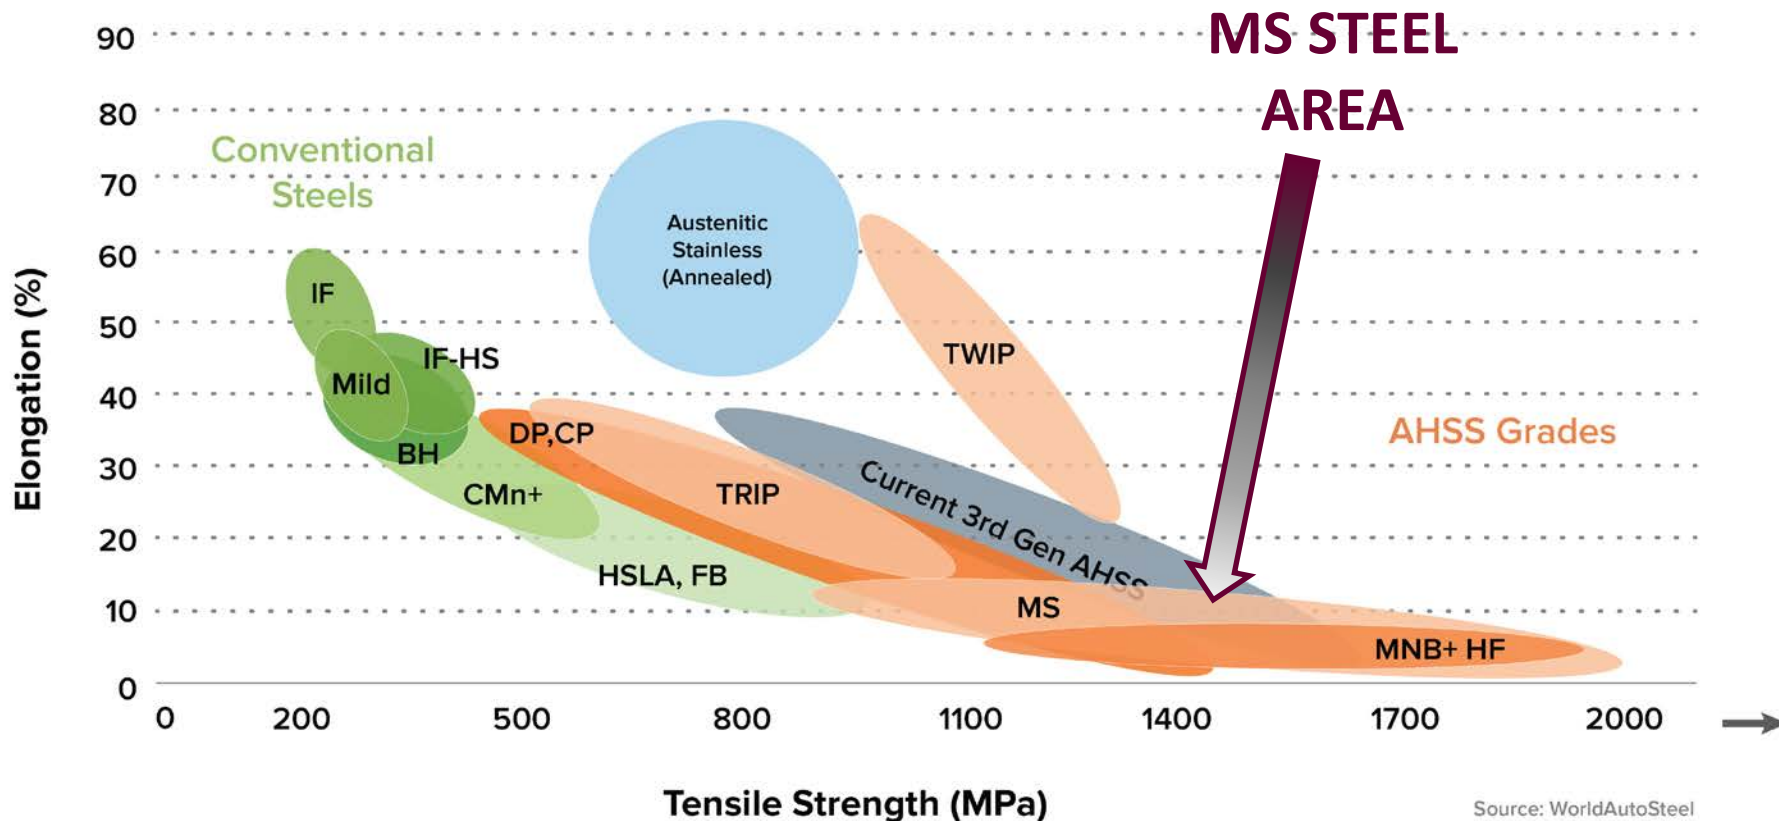 MS STEEL
AREA
90
80
70
60
50
40
30
20
10
0
Elongation (%)
Conventional
Steels
Austenitic
Stainless
(Annealed)
IF
IF-HS
Mild
BH
CMn+
HSLA, FB
DP,CP
TRIP
TWIP
Current 3rd Gen AHSS
AHSS Grades
MS
MNB+ HF
0 200 500 800 1100 1400 1700 2000
Tensile Strength (MPa)
Source: WorldAutoSteel